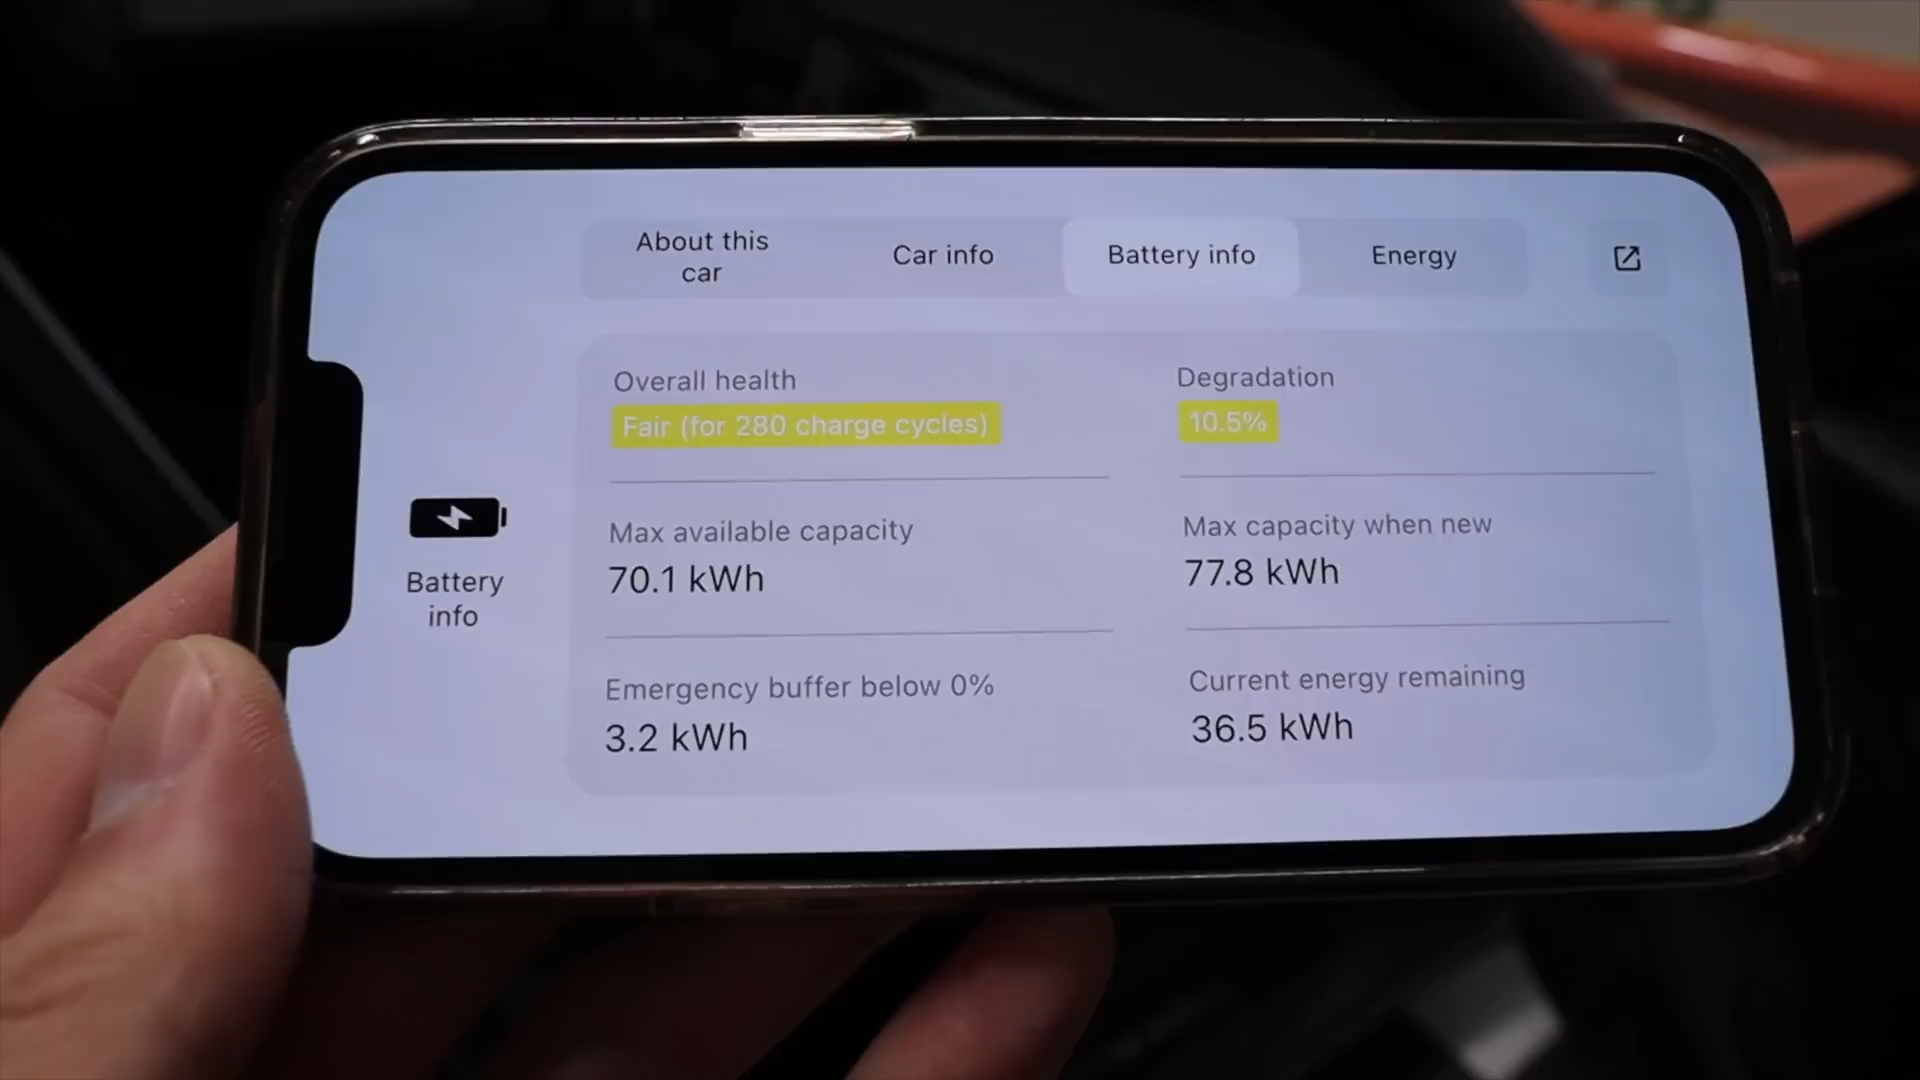 About this
car
Car info
Battery info
Energy
Overall health
Fair (for 280 charge cycles)
Degradation
10.5%
Battery
info
Max available capacity
70.1 kWh
Max capacity when new
77.8 kWh
Emergency buffer below 0%
3.2 kWh
Current energy remaining
36.5 kWh